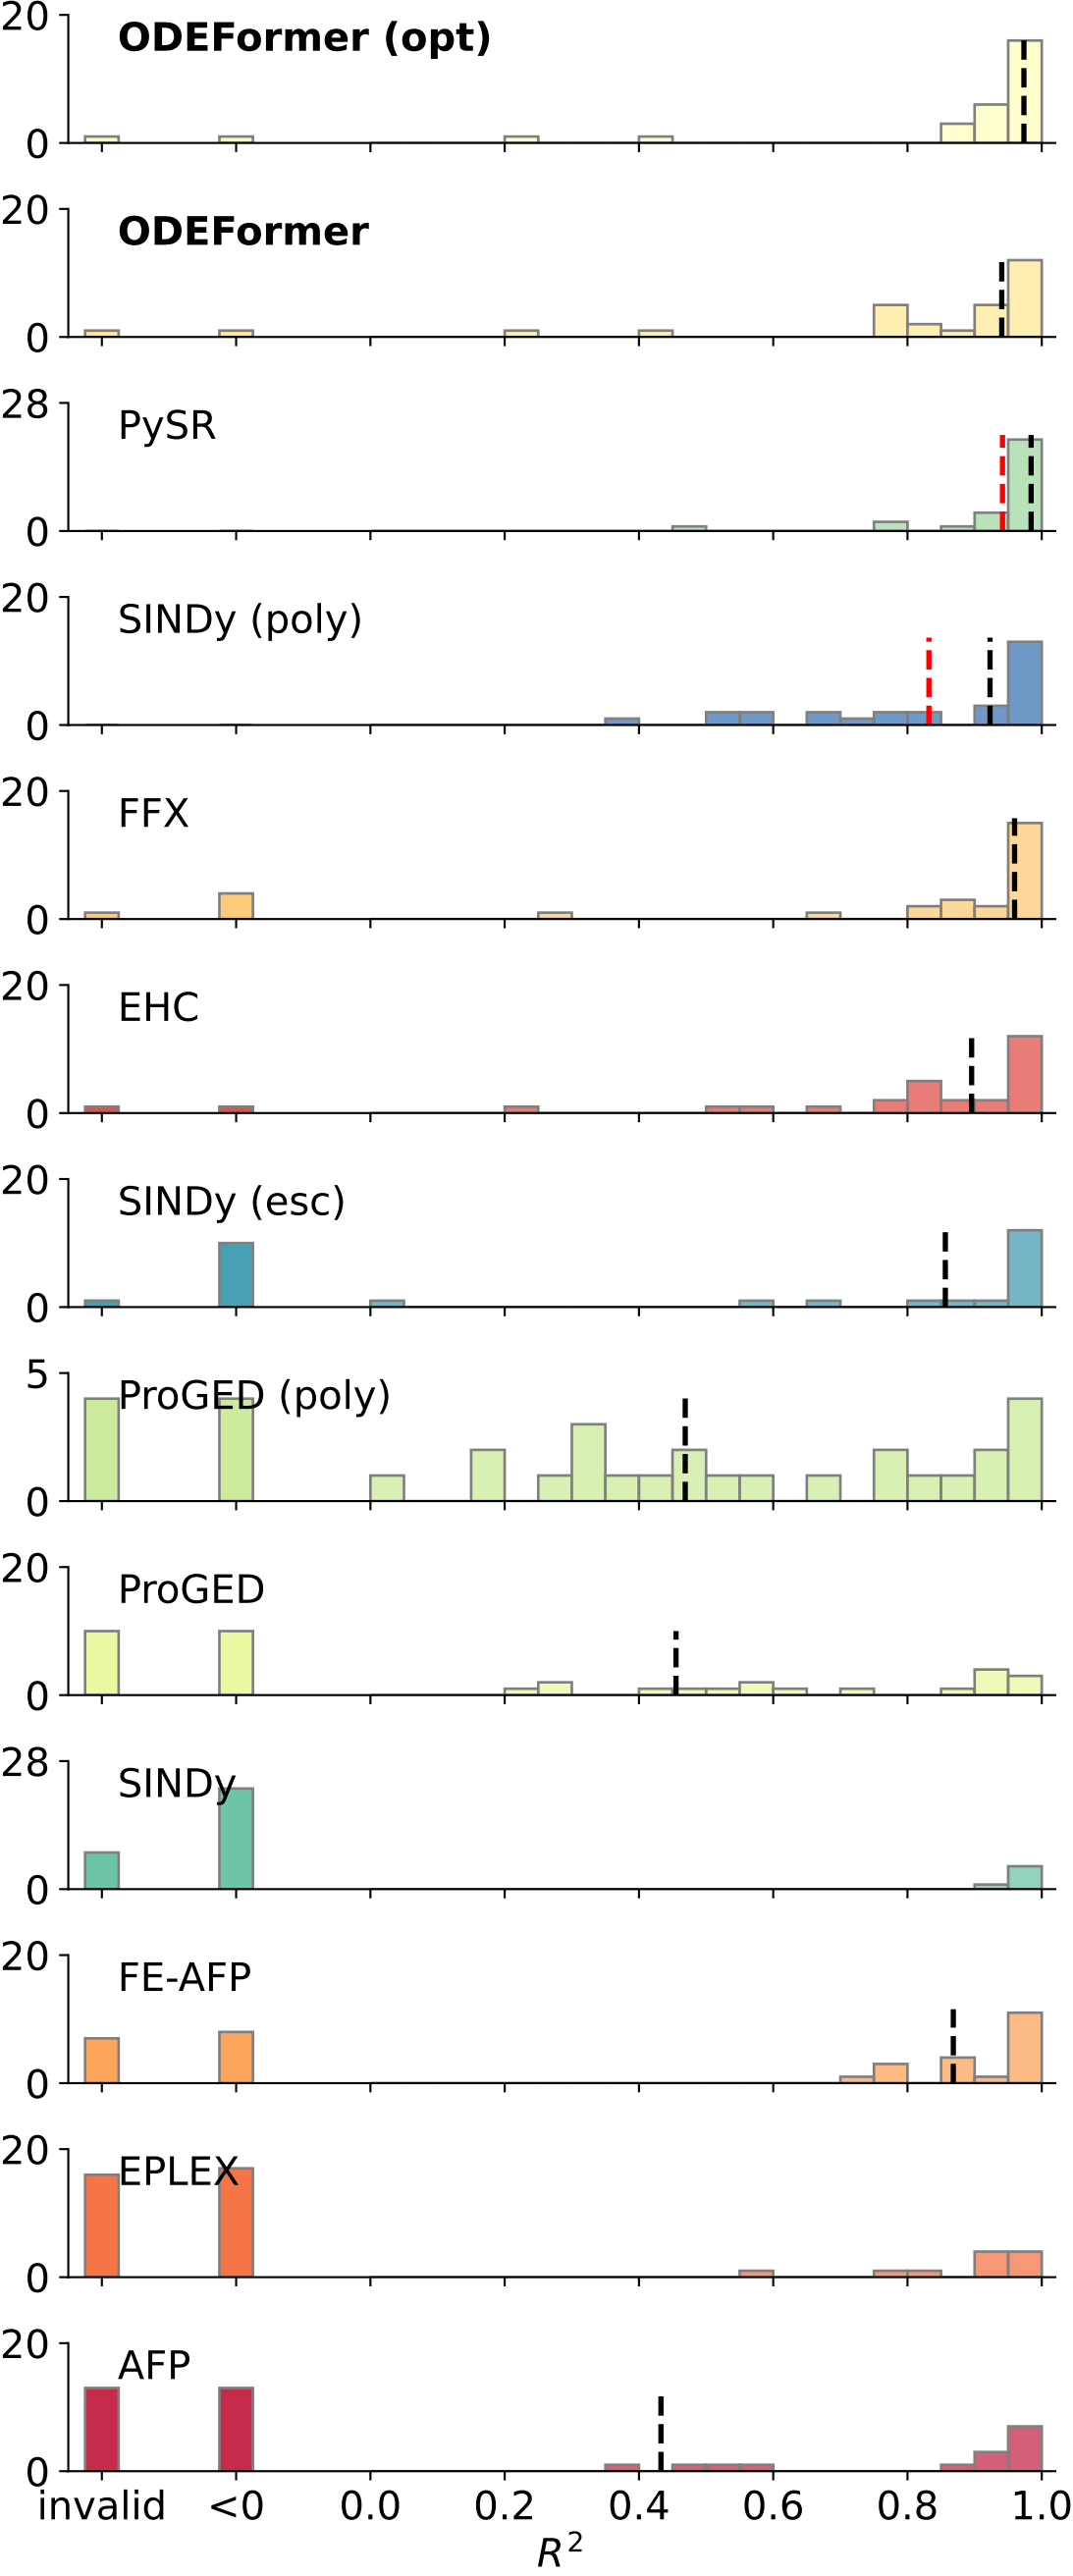 20
ODEFormer (opt)
0
20
ODEFormer
0
28
PySR
0
20
SINDy (poly)
0
20
FFX
0
20
EHC
0
20
SINDy (esc)
0
5
ProGED (poly)
0
20
ProGED
0
28
SINDy
0
20
FE-AFP
0
20
EPLEX
0
20
AFP
0
invalid <0 0.0 0.2 0.4 0.6 0.8 1.0
R²